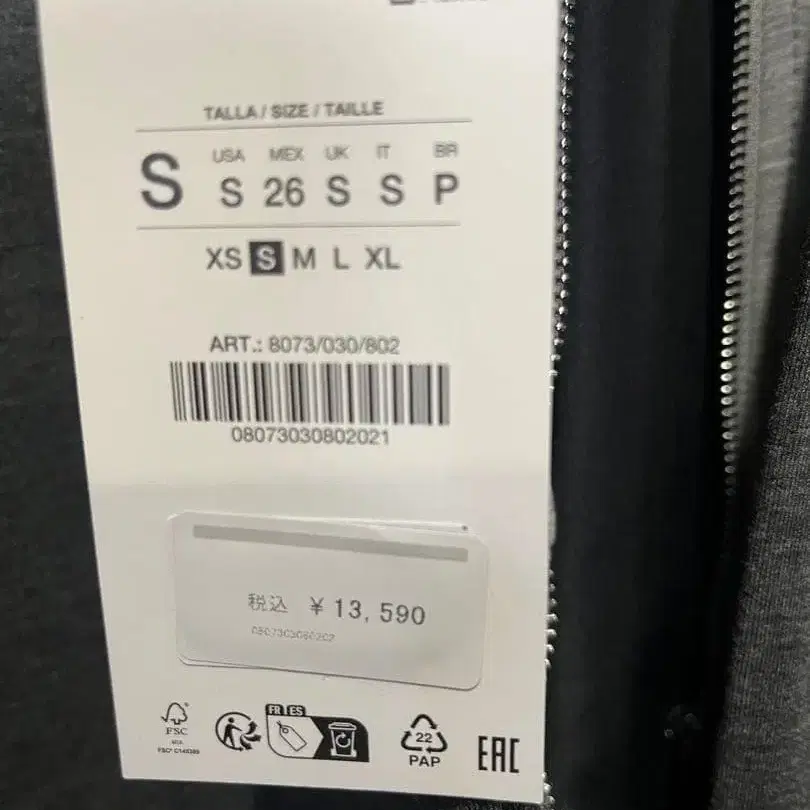 TALLA / SIZE / TAILLE
USA MEX UK IT BR
S S 26 S S P
XS S M L XL
ART.: 8073/030/802
08073030802021
税込 ¥ 13,590
FSC
FR ES
22
PAP
EAC